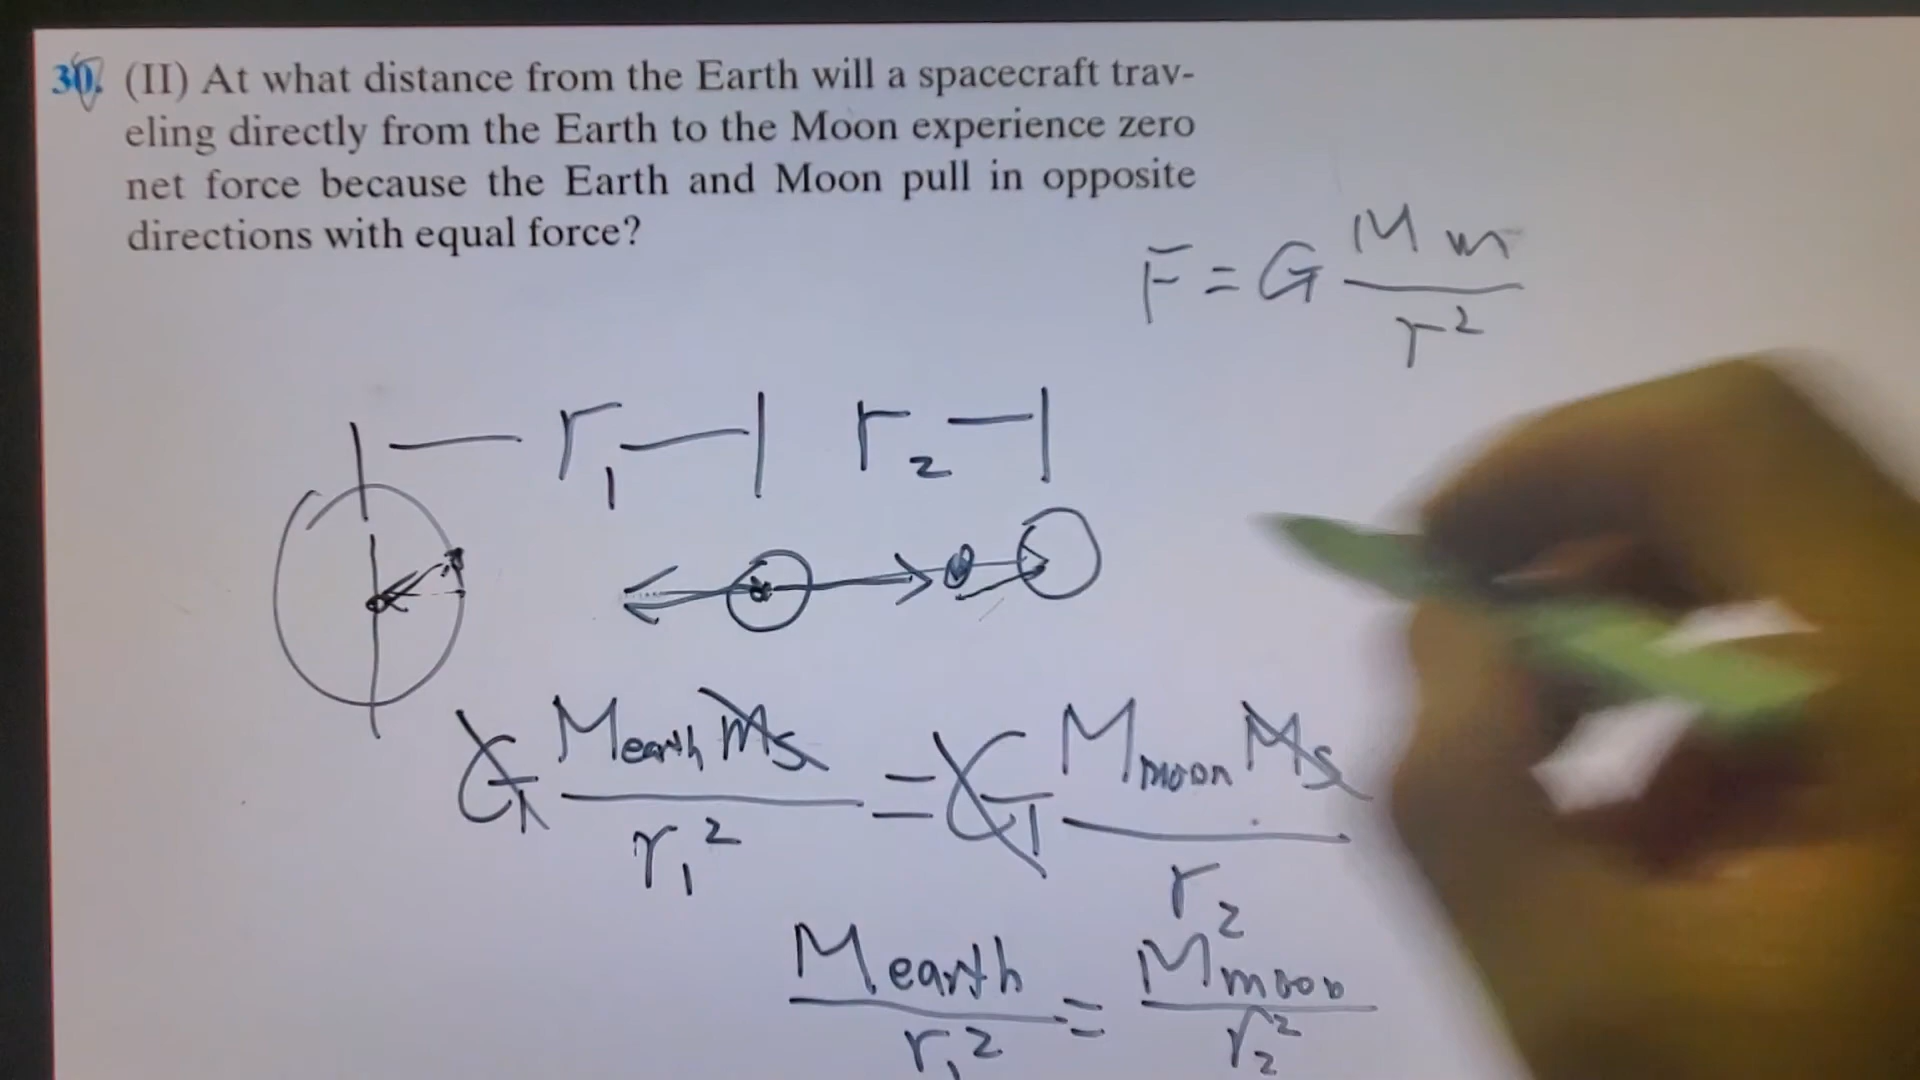 30. (II) At what distance from the Earth will a spacecraft trav-
eling directly from the Earth to the Moon experience zero
net force because the Earth and Moon pull in opposite
directions with equal force?
F = G Mm / r²
r₁ r₂
G Mearth Ms / r₁² = G Mmoon Ms / r₂²
Mearth / r₁² = Mmoon / r₂²